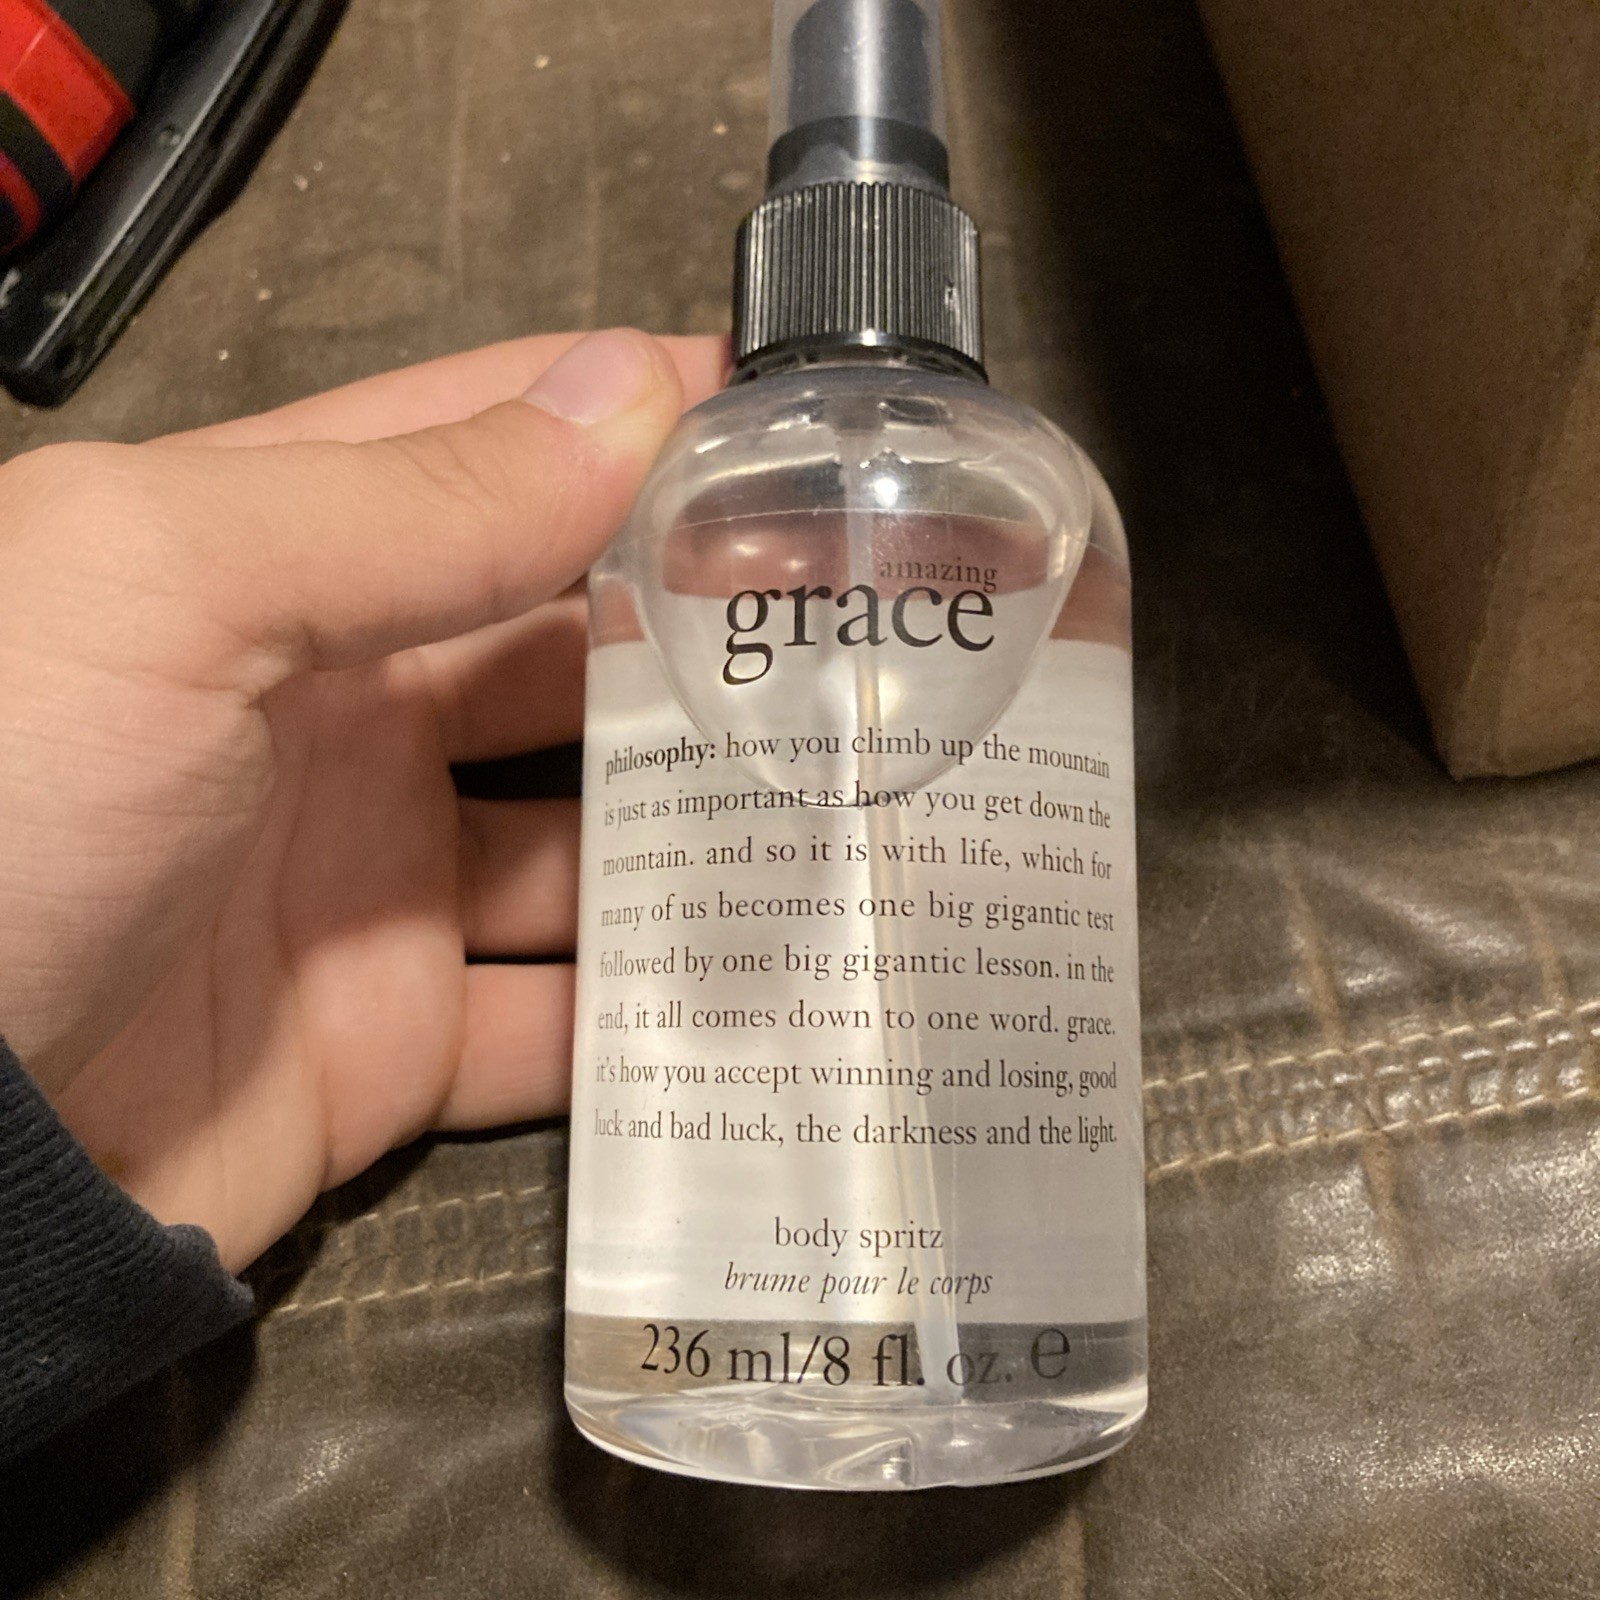 amazing
grace
philosophy: how you climb up the mountain
is just as important as how you get down the
mountain. and so it is with life, which for
many of us becomes one big gigantic test
followed by one big gigantic lesson. in the
end, it all comes down to one word. grace.
it's how you accept winning and losing, good
luck and bad luck, the darkness and the light.
body spritz
brume pour le corps
236 ml/8 fl. oz. ℮